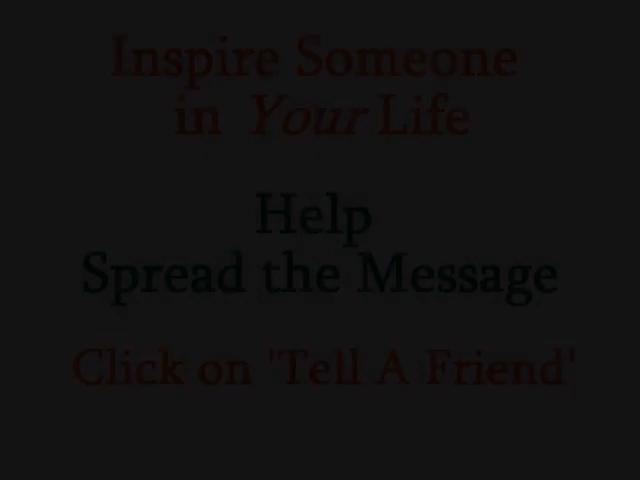 Inspire Someone
in Your Life
Help
Spread the Message
Click on 'Tell A Friend'